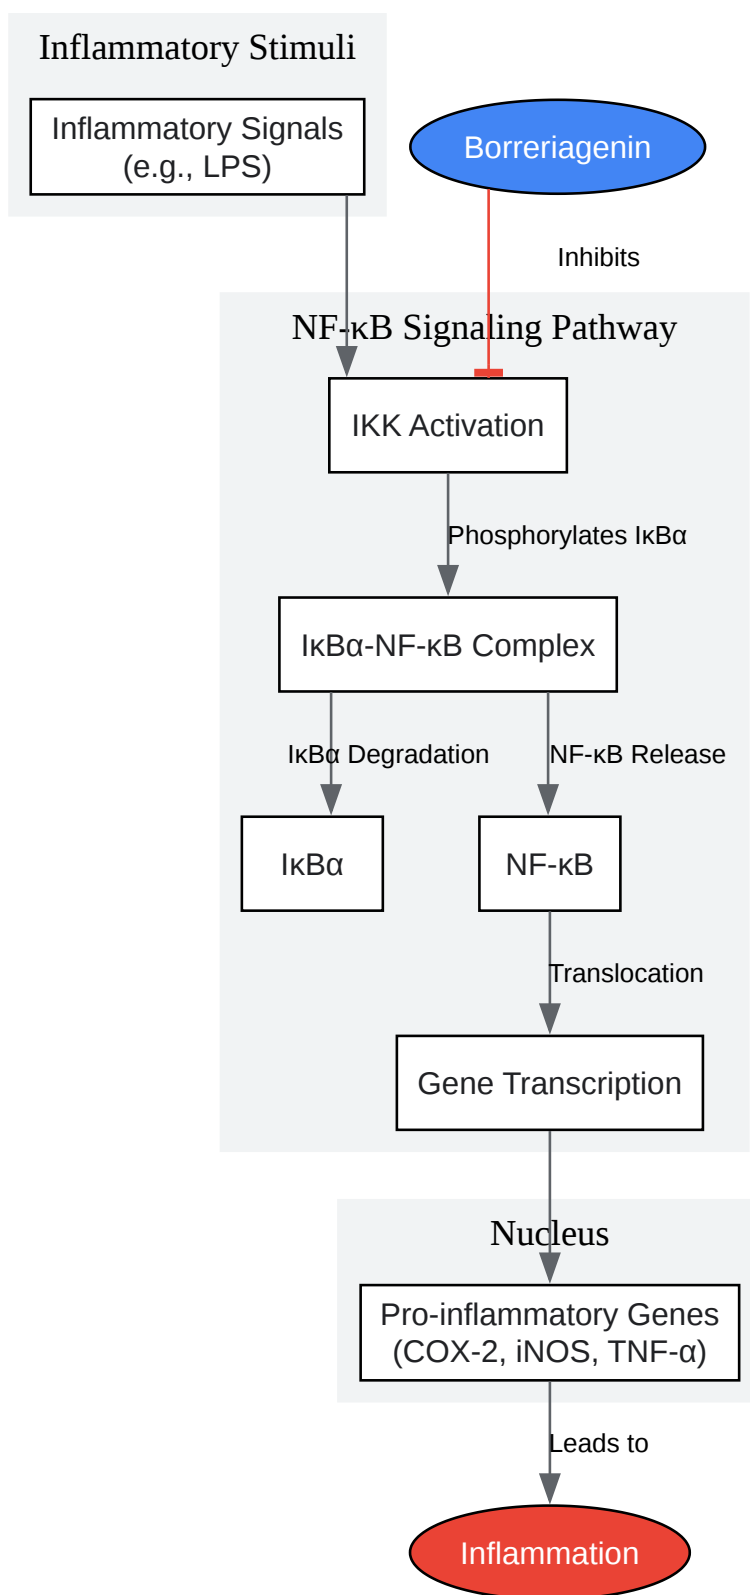 Inflammatory Stimuli
Inflammatory Signals
(e.g., LPS)
Borreriagenin
Inhibits
NF-κB Signaling Pathway
IKK Activation
Phosphorylates IκBα
IκBα-NF-κB Complex
IκBα Degradation
NF-κB Release
IκBα
NF-κB
Translocation
Gene Transcription
Nucleus
Pro-inflammatory Genes
(COX-2, iNOS, TNF-α)
Leads to
Inflammation